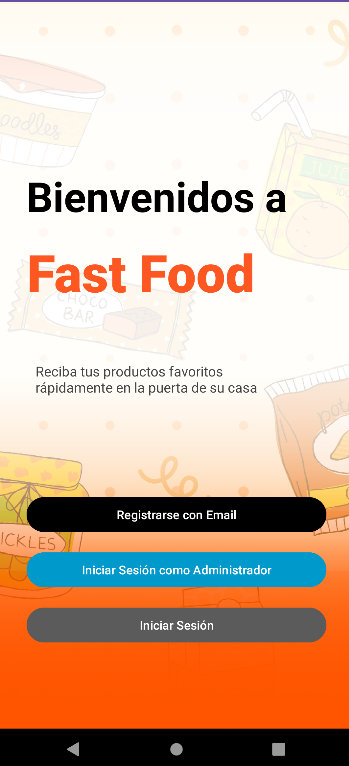 oodles
JUICE
Bienvenidos a
Fast Food
CHOCO
BAR
Reciba tus productos favoritos
rápidamente en la puerta de su casa
pot
Registrarse con Email
ICKLES
Iniciar Sesión como Administrador
Iniciar Sesión